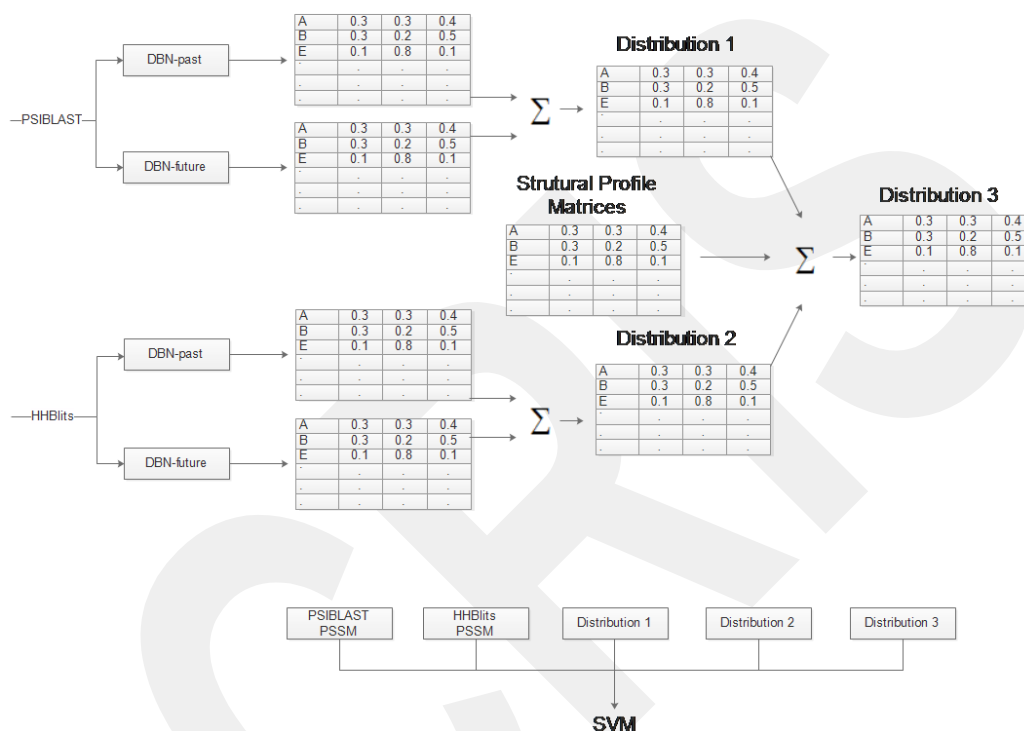 A 0.3 0.3 0.4
B 0.3 0.2 0.5
E 0.1 0.8 0.1
. . . .
. . . .
. . . .
DBN-past
PSIBLAST
DBN-future
A 0.3 0.3 0.4
B 0.3 0.2 0.5
E 0.1 0.8 0.1
. . . .
. . . .
. . . .
Σ
Distribution 1
A 0.3 0.3 0.4
B 0.3 0.2 0.5
E 0.1 0.8 0.1
. . . .
. . . .
. . . .
Strutural Profile
Matrices
A 0.3 0.3 0.4
B 0.3 0.2 0.5
E 0.1 0.8 0.1
. . . .
. . . .
. . . .
Σ
Distribution 3
A 0.3 0.3 0.4
B 0.3 0.2 0.5
E 0.1 0.8 0.1
. . . .
. . . .
. . . .
A 0.3 0.3 0.4
B 0.3 0.2 0.5
E 0.1 0.8 0.1
. . . .
. . . .
. . . .
DBN-past
HHBlits
DBN-future
A 0.3 0.3 0.4
B 0.3 0.2 0.5
E 0.1 0.8 0.1
. . . .
. . . .
. . . .
Σ
Distribution 2
A 0.3 0.3 0.4
B 0.3 0.2 0.5
E 0.1 0.8 0.1
. . . .
. . . .
. . . .
PSIBLAST
PSSM
HHBlits
PSSM
Distribution 1
Distribution 2
Distribution 3
SVM